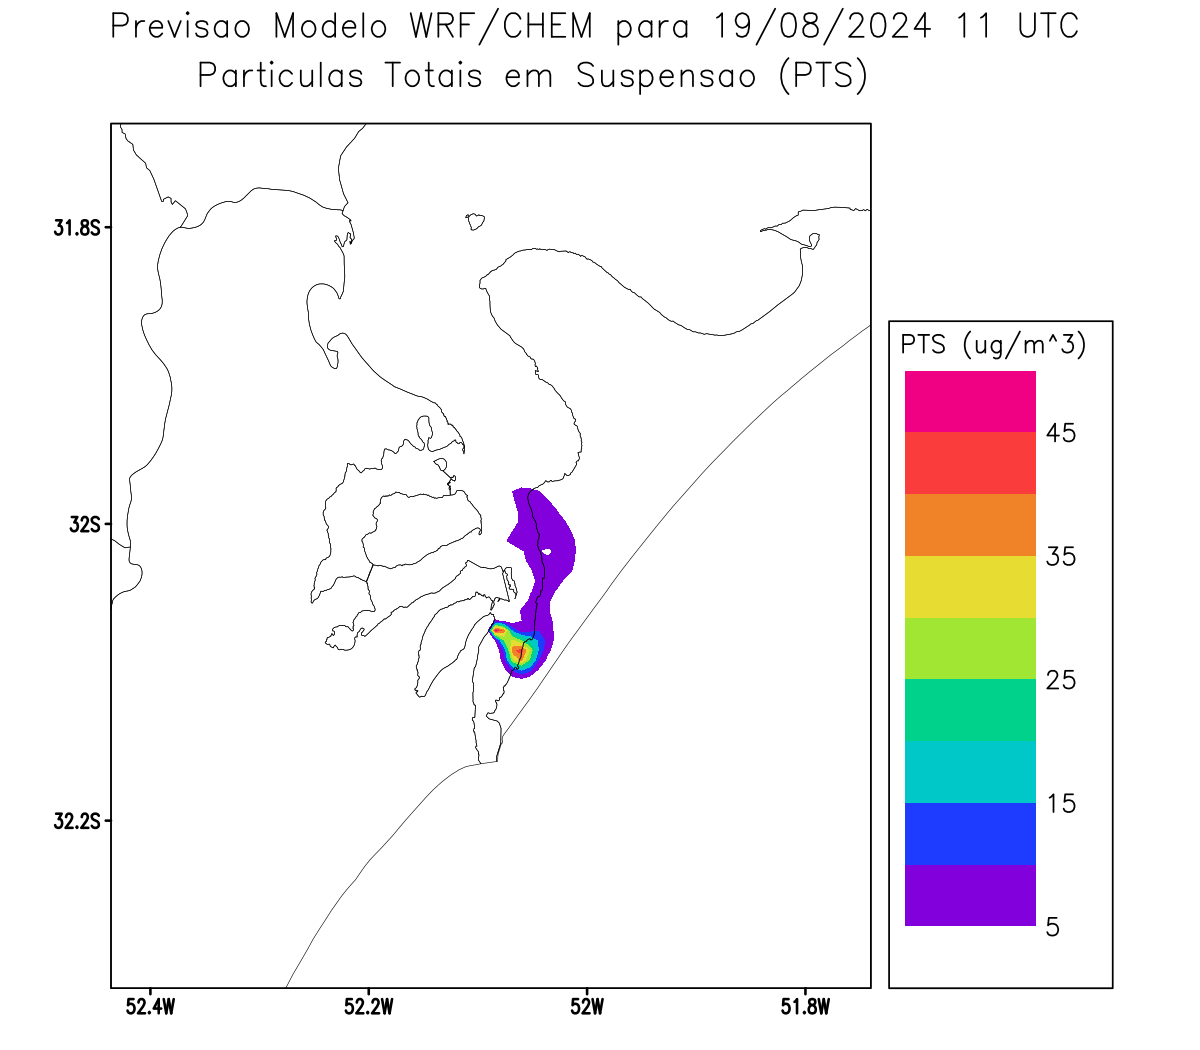 Previsao Modelo WRF/CHEM para 19/08/2024 11 UTC
Particulas Totais em Suspensao (PTS)
31.8S
32S
32.2S
52.4W
52.2W
52W
51.8W
PTS (ug/m^3)
45
35
25
15
5